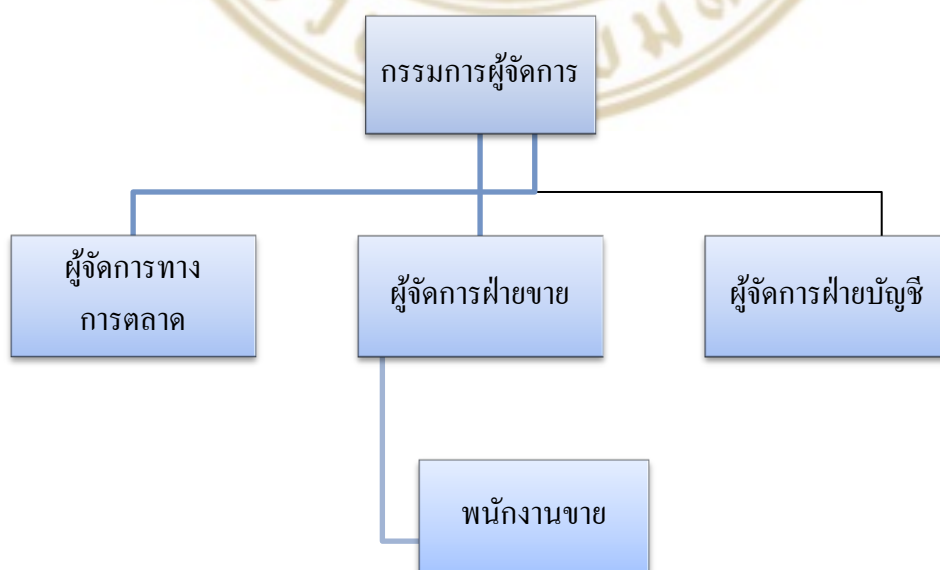 กรรมการผู้จัดการ
ผู้จัดการทาง
การตลาด
ผู้จัดการฝ่ายขาย
ผู้จัดการฝ่ายบัญชี
พนักงานขาย